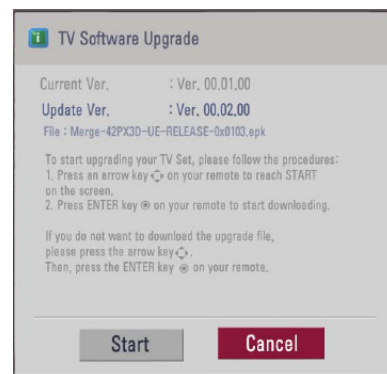 TV Software Upgrade
Current Ver. : Ver. 00.01.00
Update Ver. : Ver. 00.02.00
File : Merge-42PX3D-UE-RELEASE-0x0103.epk
To start upgrading your TV Set, please follow the procedures:
1. Press an arrow key on your remote to reach START
on the screen.
2. Press ENTER key ◉ on your remote to start downloading.
If you do not want to download the upgrade file,
please press the arrow key .
Then, press the ENTER key ◉ on your remote.
Start Cancel